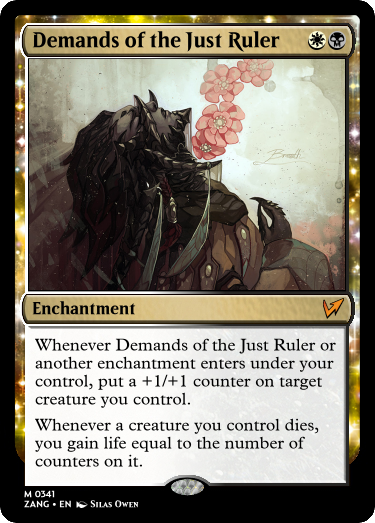 Demands of the Just Ruler
Enchantment
Whenever Demands of the Just Ruler or
another enchantment enters under your
control, put a +1/+1 counter on target
creature you control.
Whenever a creature you control dies,
you gain life equal to the number of
counters on it.
M 0341
ZANG • EN Silas Owen